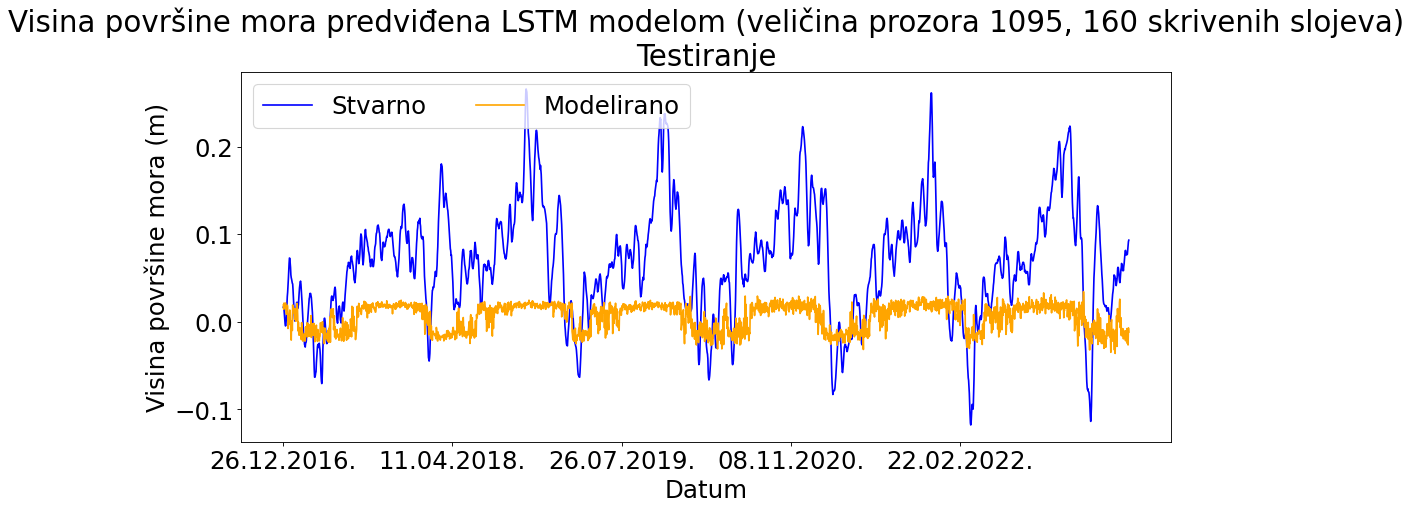 Visina površine mora predviđena LSTM modelom (veličina prozora 1095, 160 skrivenih slojeva)
Testiranje
Stvarno Modelirano
Visina površine mora (m)
0.2
0.1
0.0
−0.1
26.12.2016. 11.04.2018. 26.07.2019. 08.11.2020. 22.02.2022.
Datum